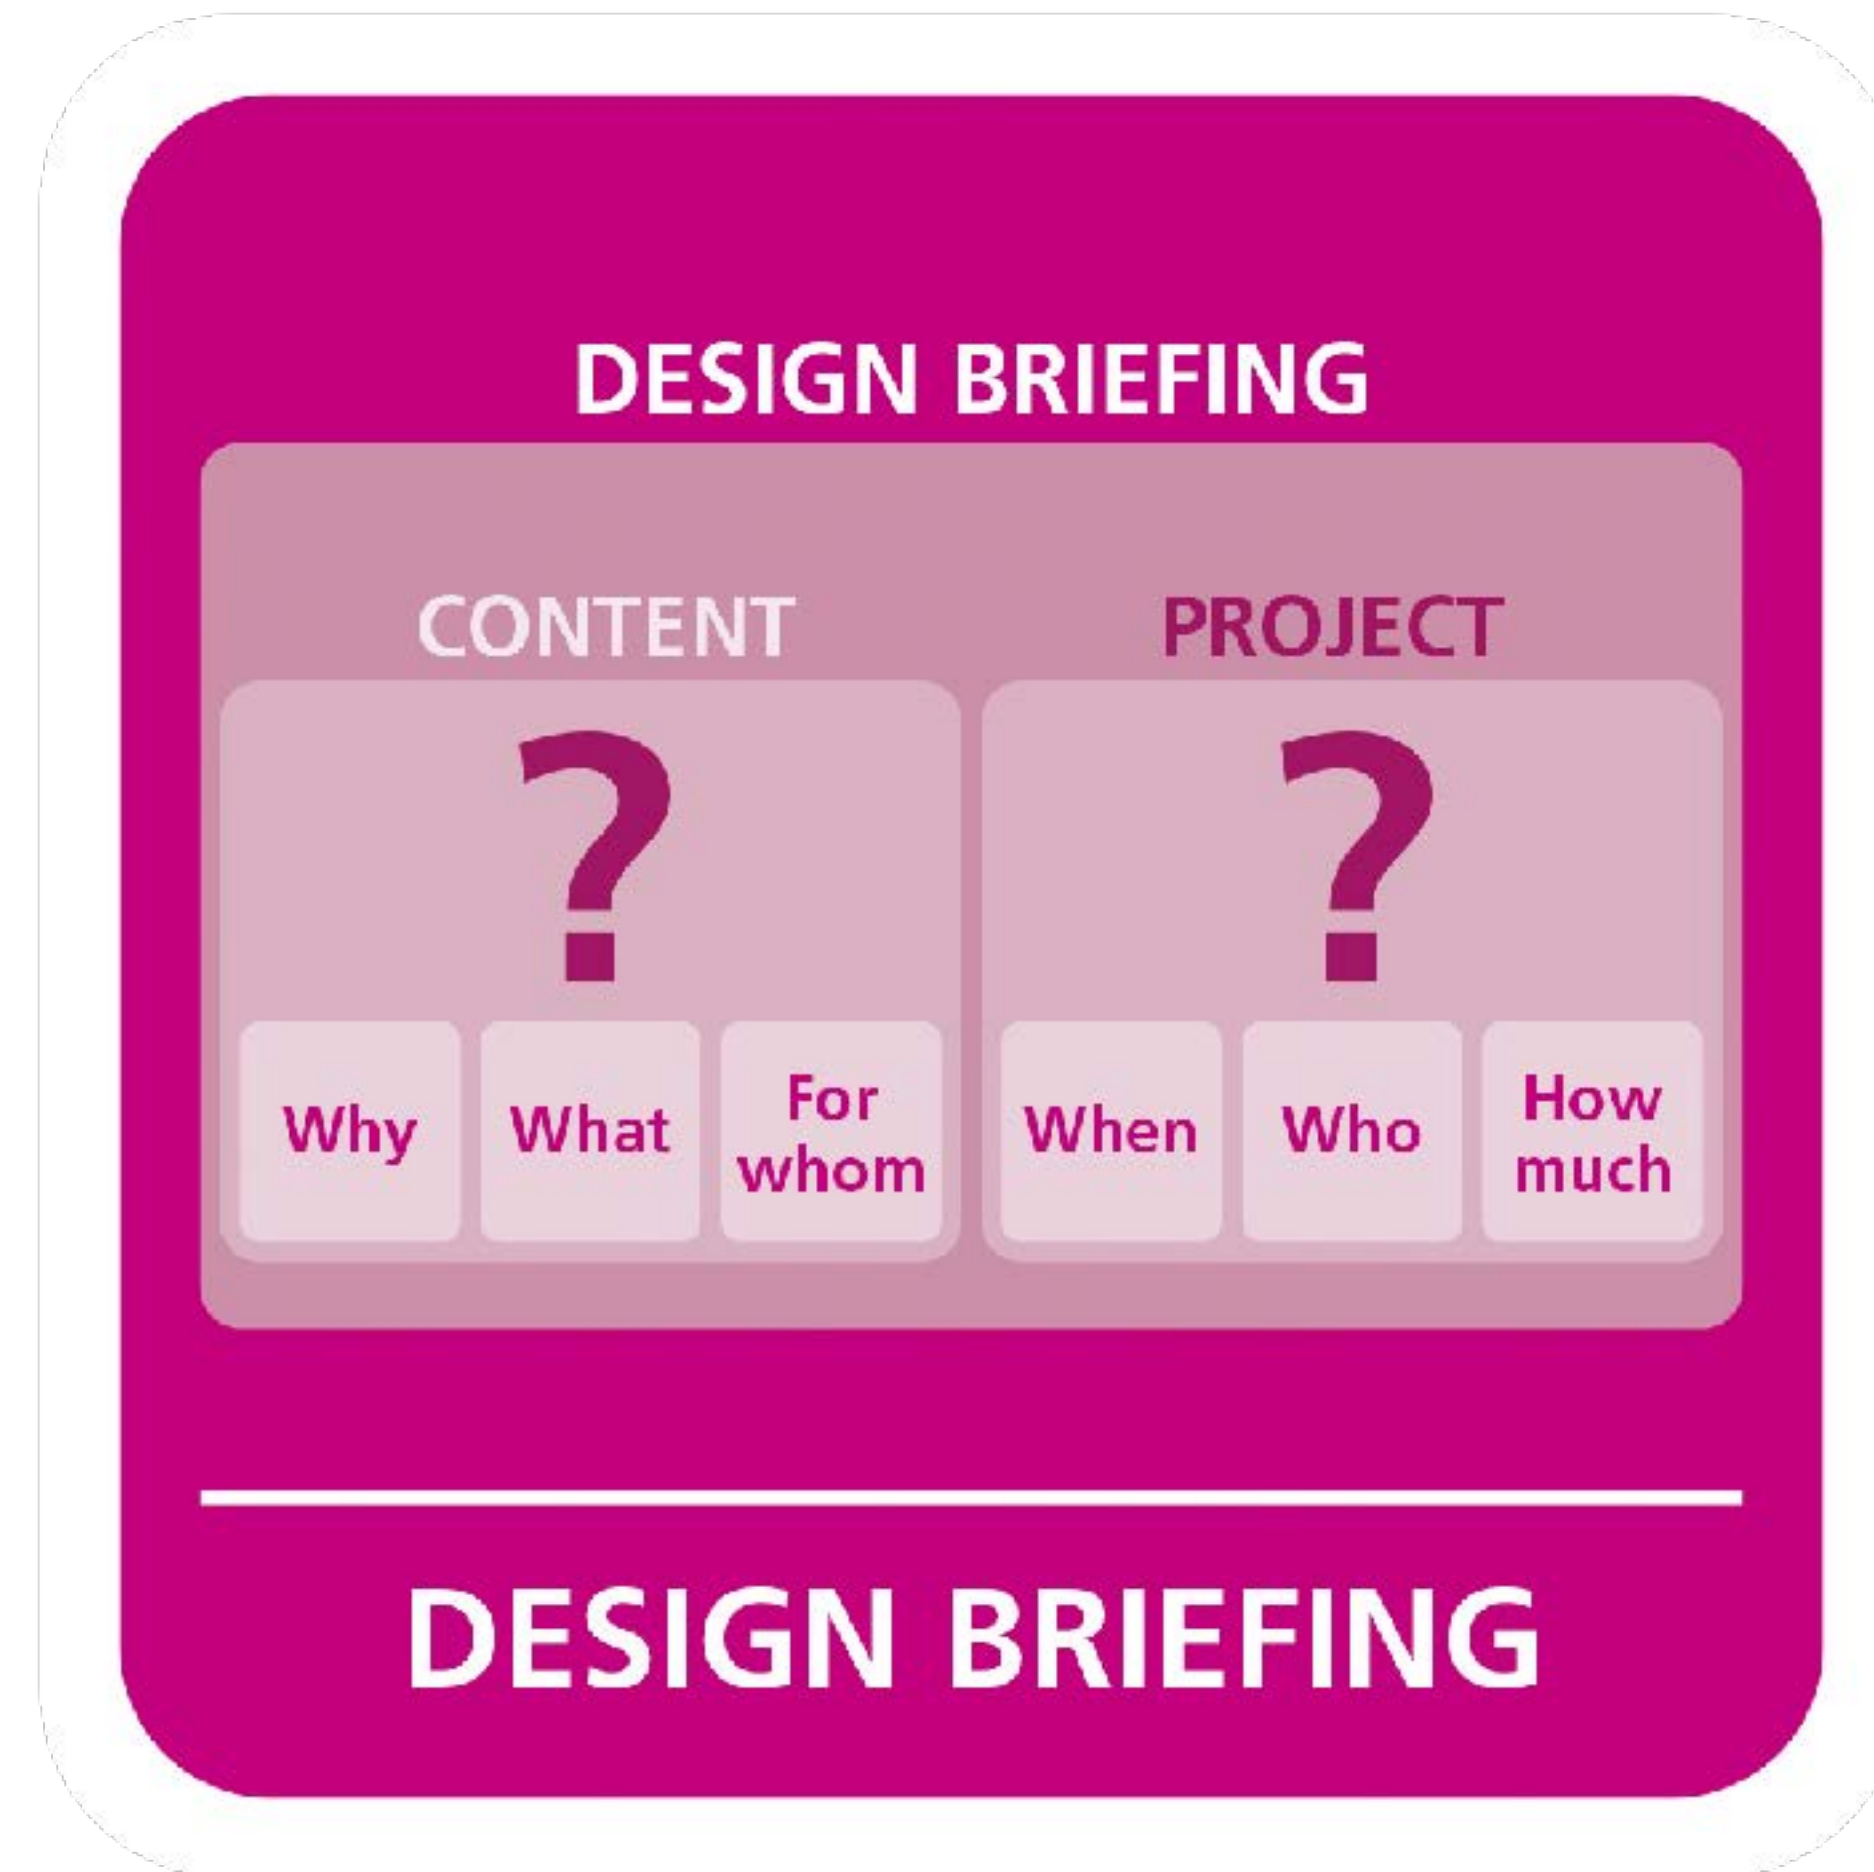 DESIGN BRIEFING
CONTENT
PROJECT
?
?
Why
What
For
whom
When
Who
How
much
DESIGN BRIEFING